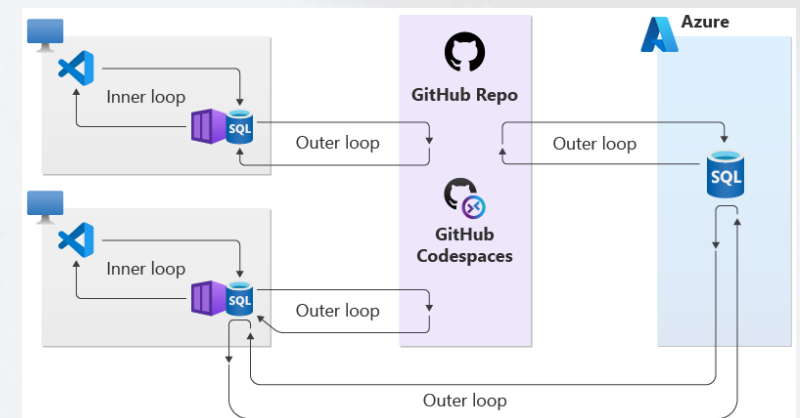 Azure
Inner loop
SQL
Outer loop
GitHub Repo
Outer loop
SQL
GitHub
Codespaces
Inner loop
SQL
Outer loop
Outer loop